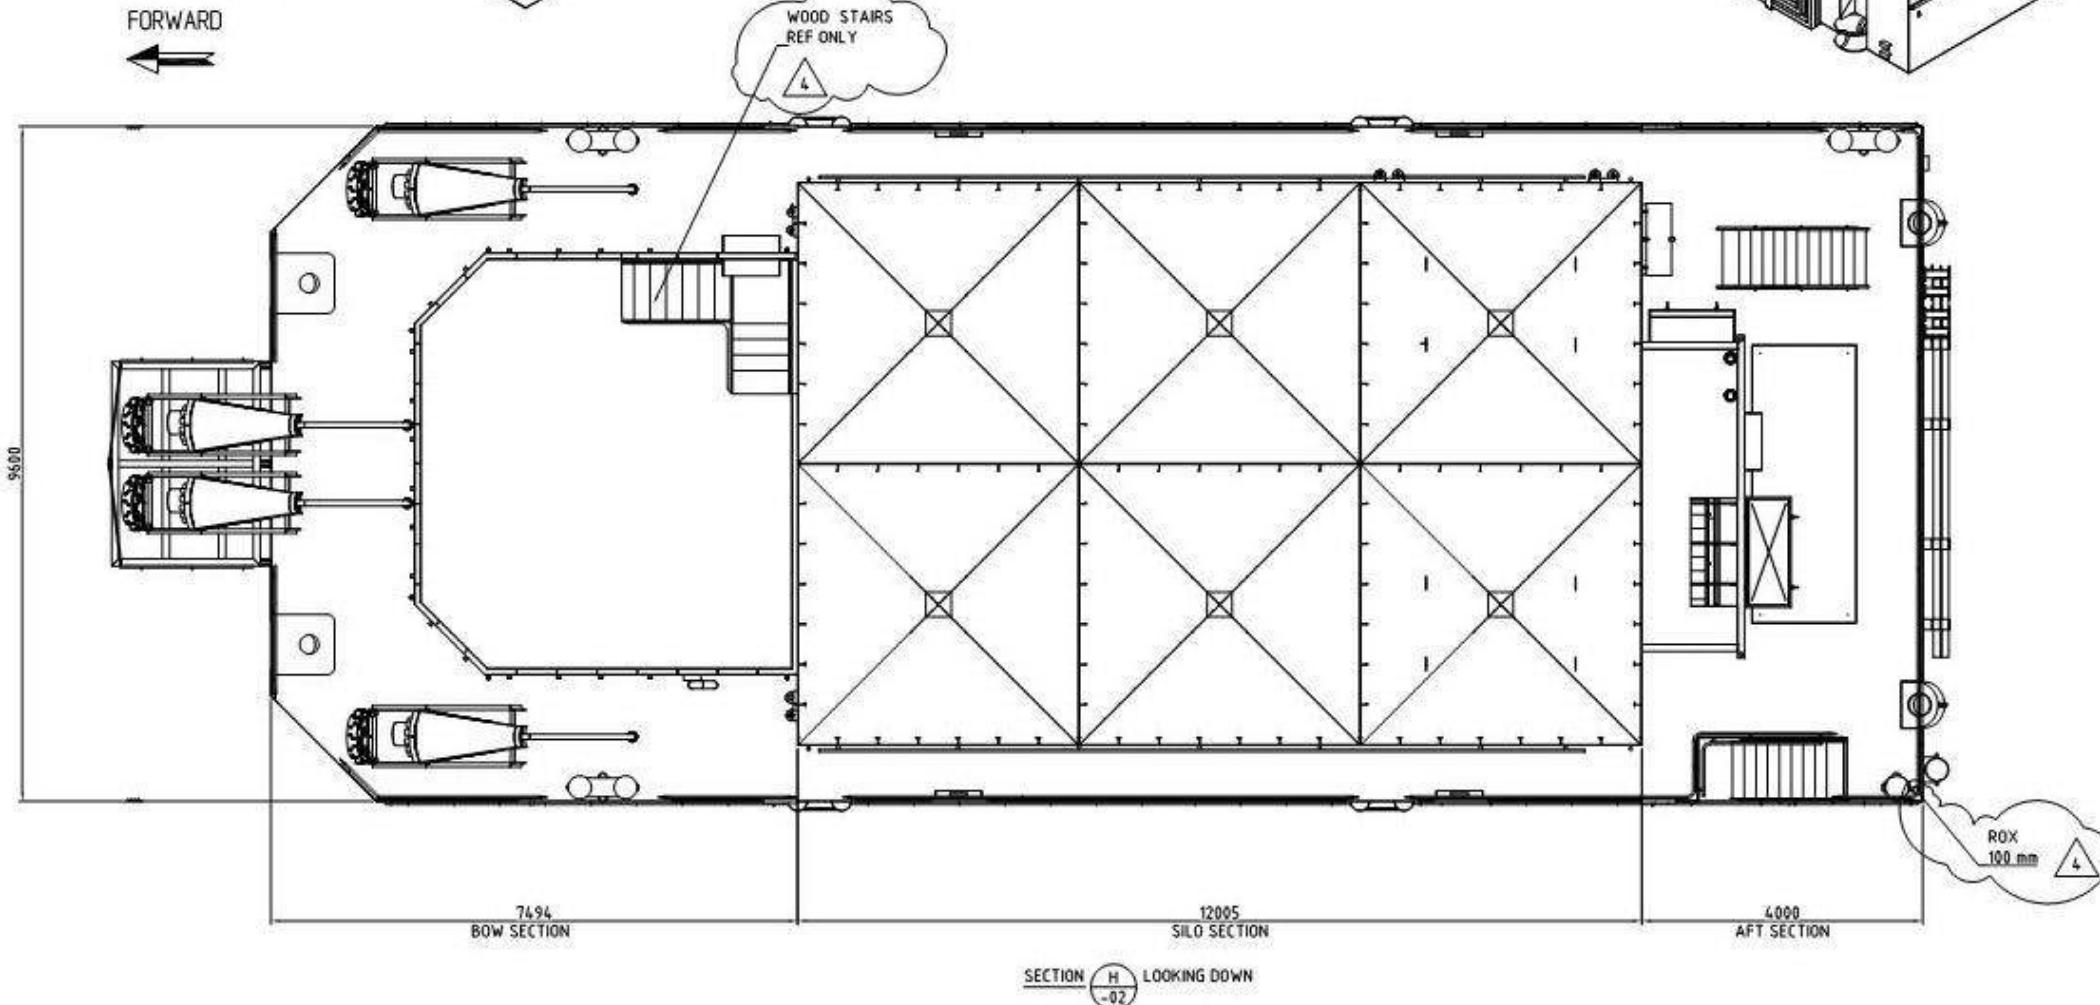 FORWARD
WOOD STAIRS
REF ONLY
4
9600
ROX
100 mm
4
7494
BOW SECTION
12005
SILO SECTION
4000
AFT SECTION
SECTION H LOOKING DOWN
-02